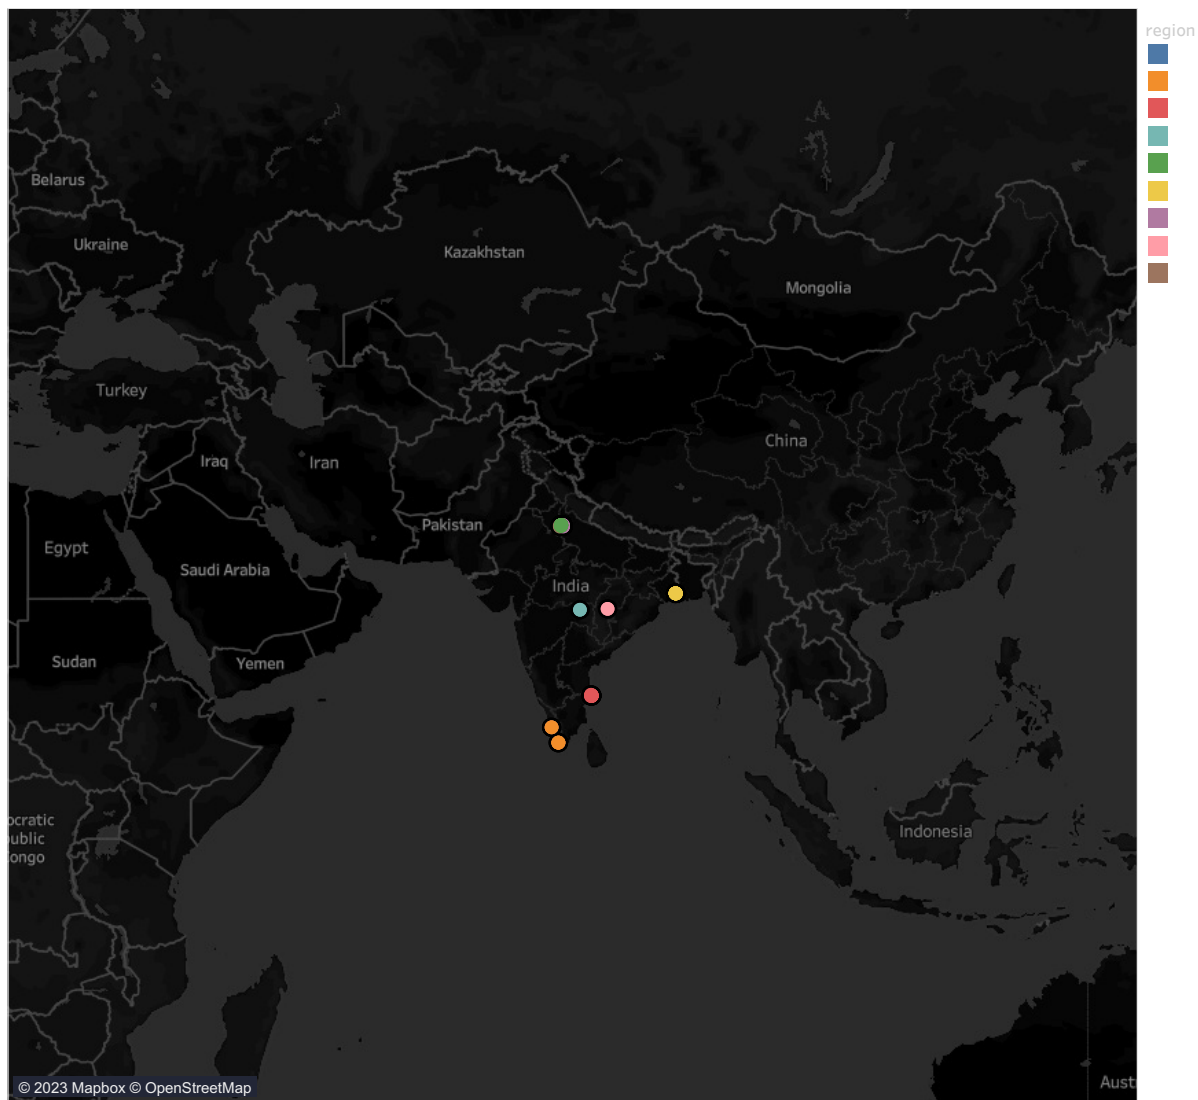 region
Belarus
Ukraine
Kazakhstan
Mongolia
Turkey
China
Iraq
Iran
Pakistan
Egypt
Saudi Arabia
India
Sudan
Yemen
ocratic
ublic
ongo
Indonesia
Austr
© 2023 Mapbox © OpenStreetMap